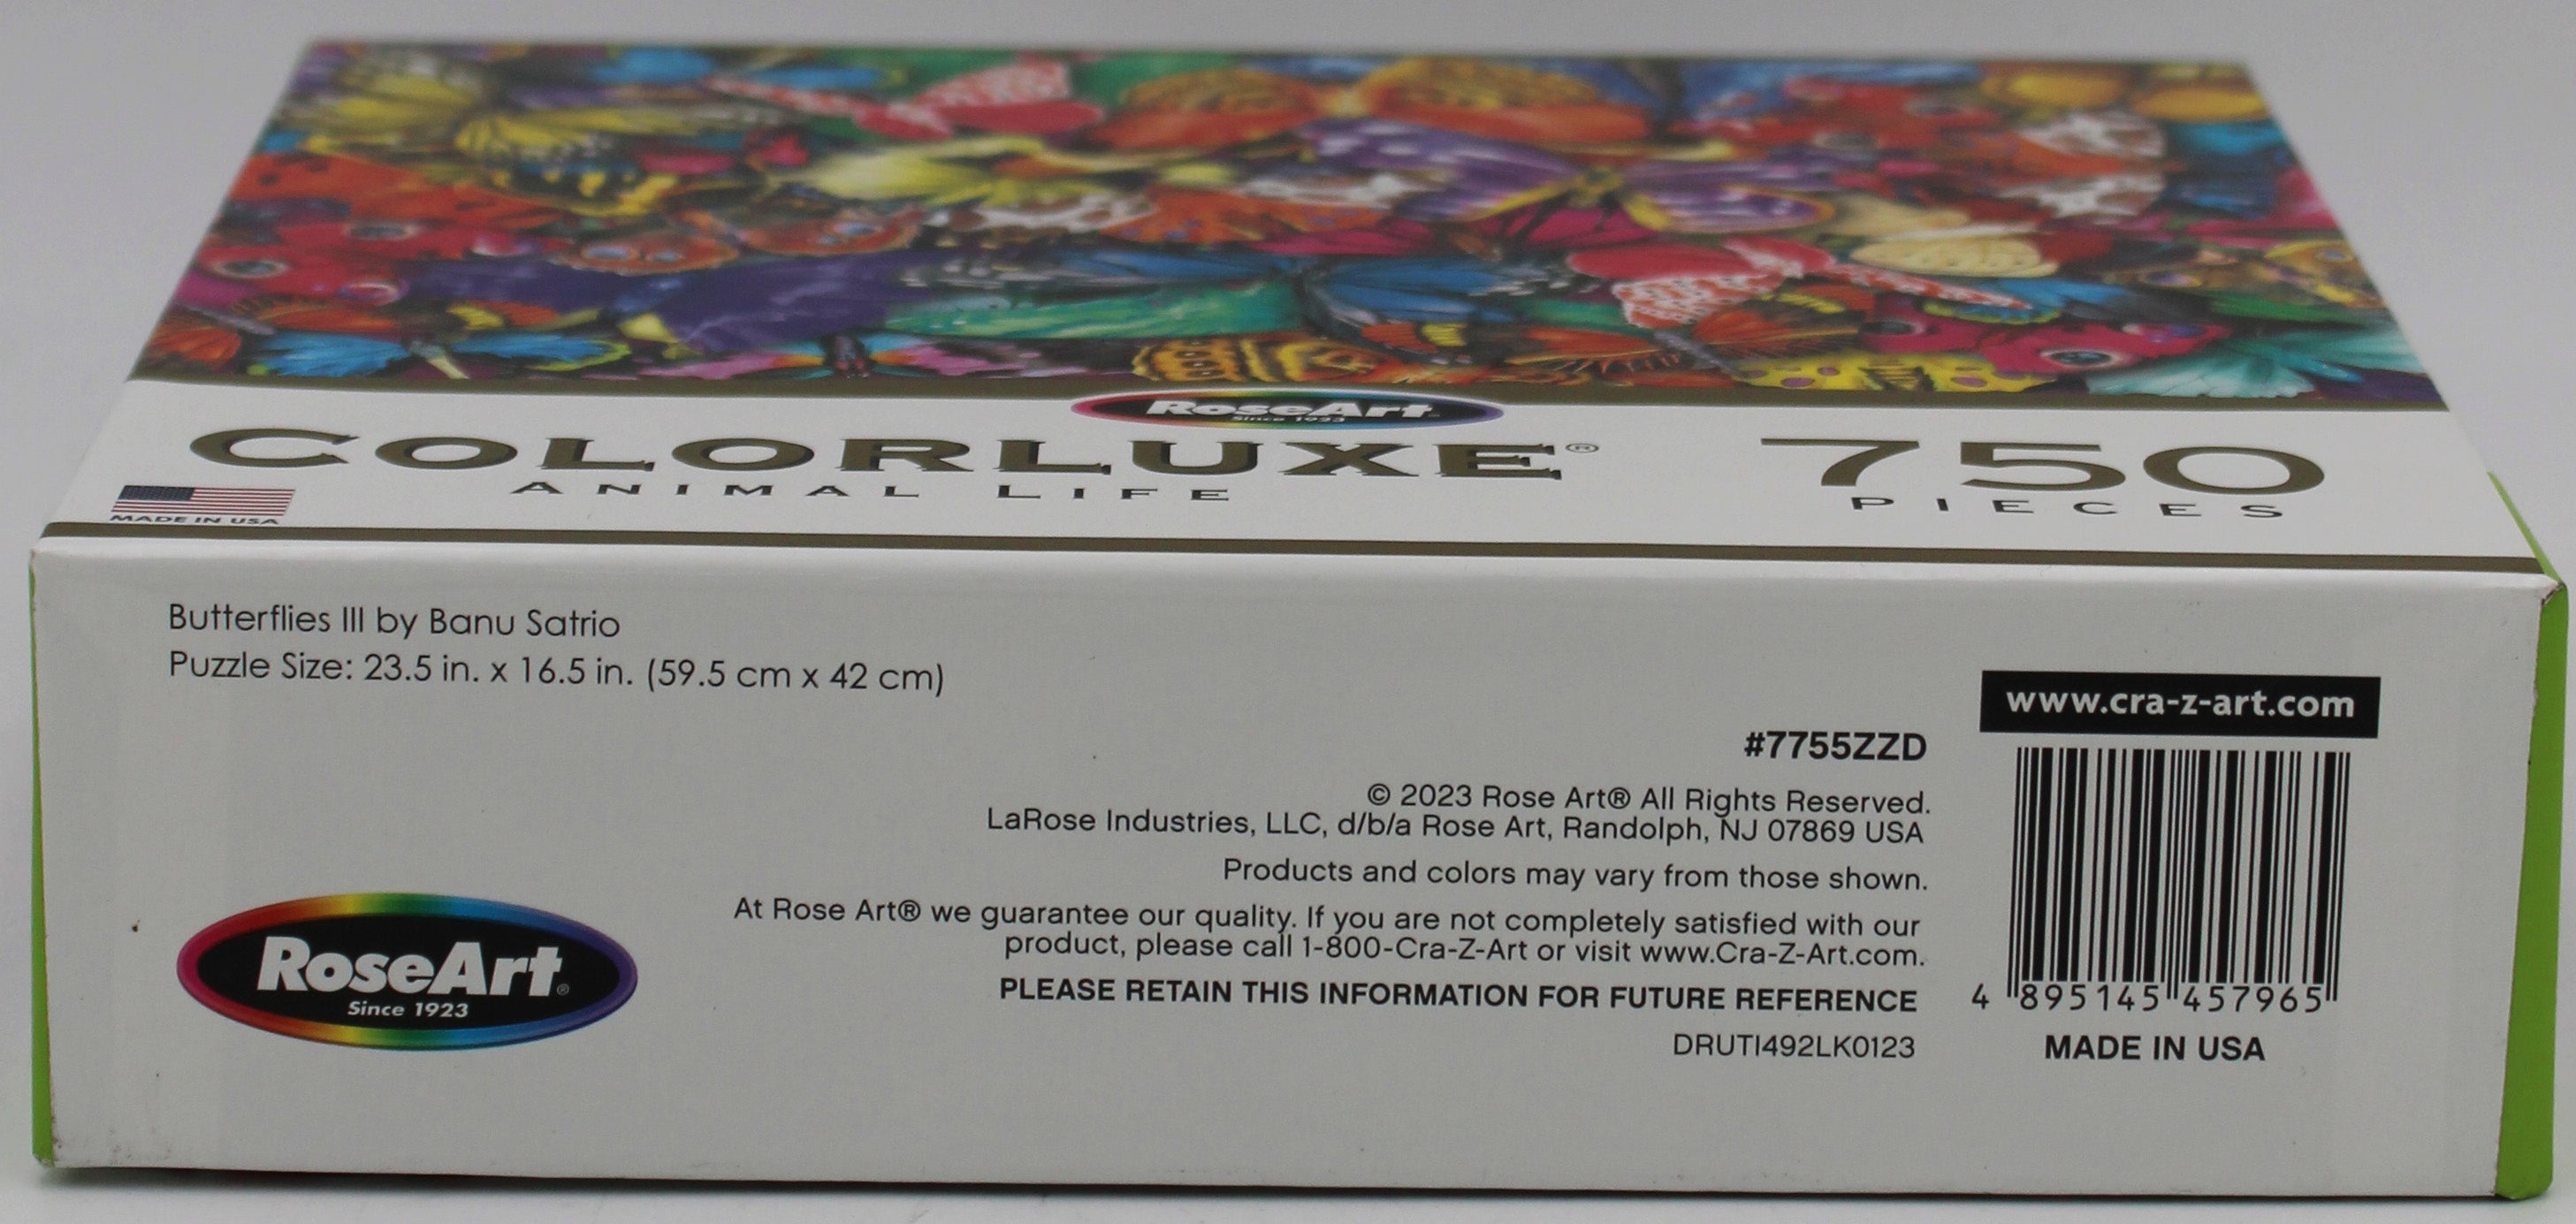 RoseArt
Since 1923
COLORLUXE®
ANIMAL LIFE
750
PIECES
MADE IN USA
Butterflies III by Banu Satrio
Puzzle Size: 23.5 in. x 16.5 in. (59.5 cm x 42 cm)
www.cra-z-art.com
#7755ZZD
© 2023 Rose Art® All Rights Reserved.
LaRose Industries, LLC, d/b/a Rose Art, Randolph, NJ 07869 USA
Products and colors may vary from those shown.
At Rose Art® we guarantee our quality. If you are not completely satisfied with our
product, please call 1-800-Cra-Z-Art or visit www.Cra-Z-Art.com.
PLEASE RETAIN THIS INFORMATION FOR FUTURE REFERENCE
DRUTI492LK0123
RoseArt®
Since 1923
4 895145 457965
MADE IN USA